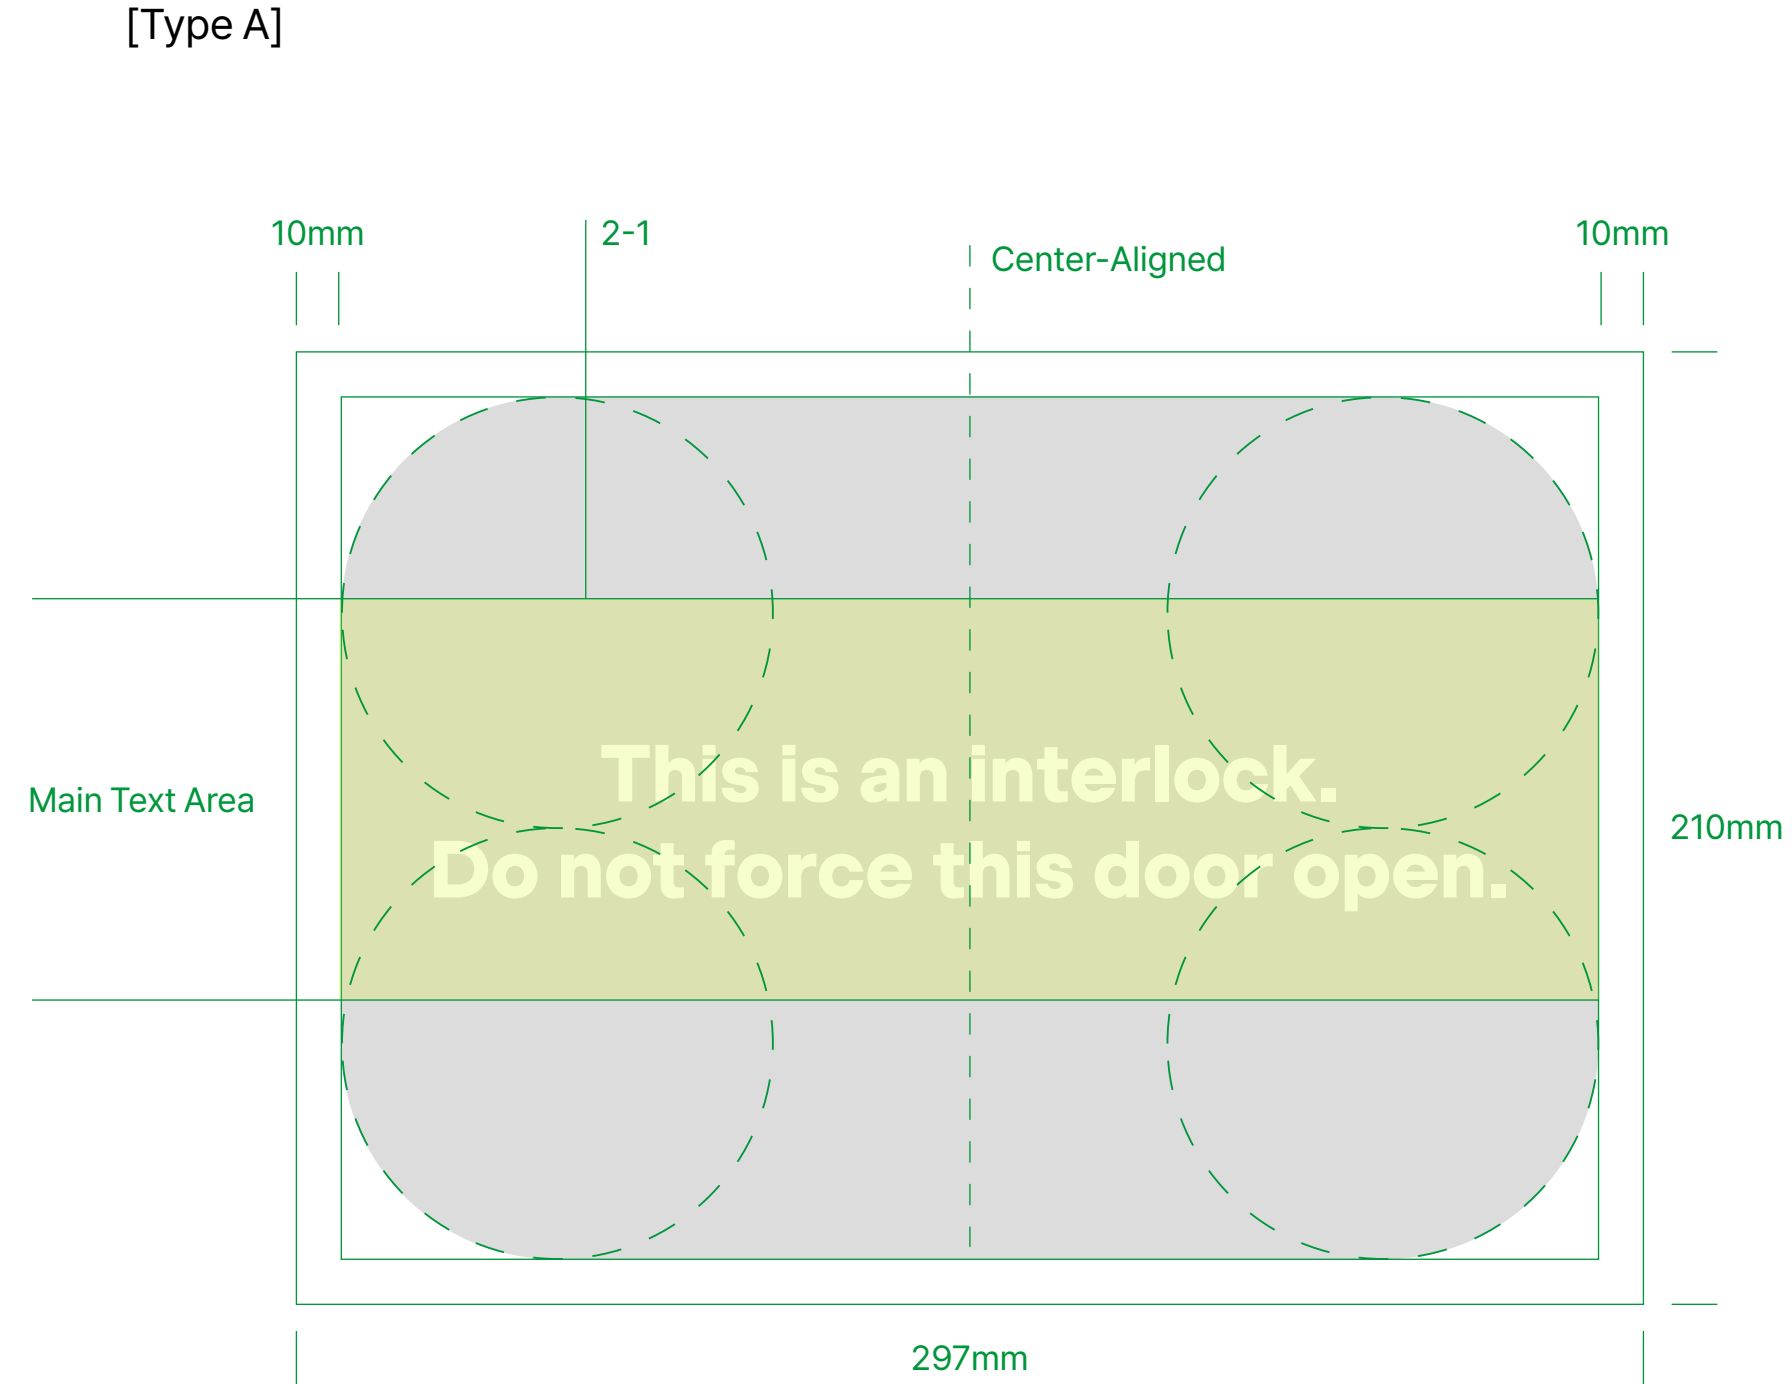 [Type A]
10mm
2-1
10mm
Center-Aligned
This is an interlock.
Main Text Area
210mm
Do not force this door open.
297mm